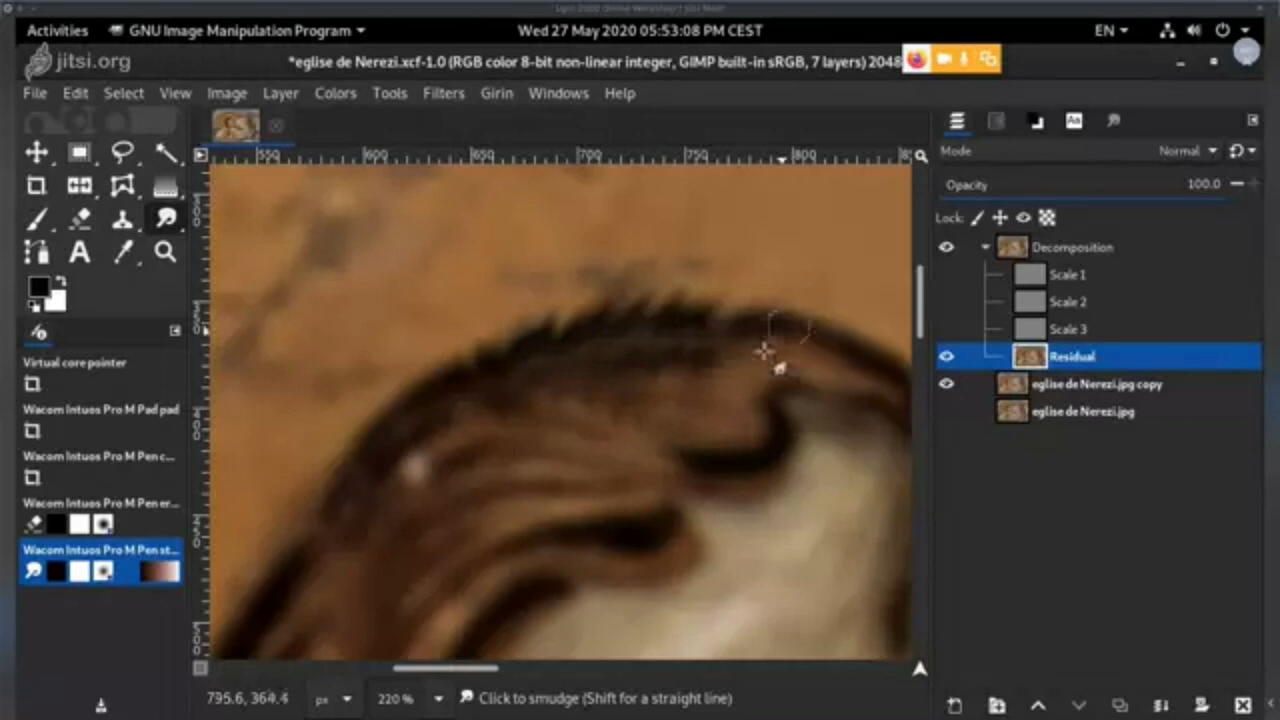 Activities GNU Image Manipulation Program Wed 27 May 2020 05:53:08 PM CEST EN
jitsi.org *eglise de Nerezi.xcf-1.0 (RGB color 8-bit non-linear integer, GIMP built-in sRGB, 7 layers) 2048
File Edit Select View Image Layer Colors Tools Filters Girin Windows Help
Mode Normal
550 600 650 700 750 800
Opacity 100.0
Lock:
Decomposition
Scale 1
Scale 2
Scale 3
Residual
eglise de Nerezi.jpg copy
eglise de Nerezi.jpg
A
Aa
Virtual core pointer
Wacom Intuos Pro M Pad pad
Wacom Intuos Pro M Pen c...
Wacom Intuos Pro M Pen er...
Wacom Intuos Pro M Pen st...
795.6, 364.4 px 220 % Click to smudge (Shift for a straight line)